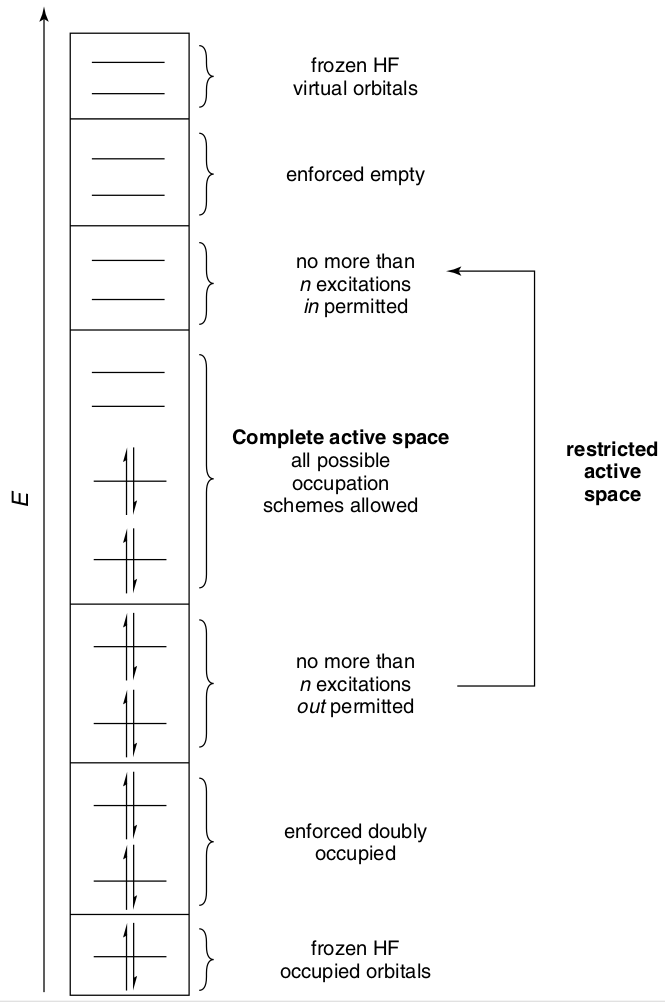 frozen HF
virtual orbitals
enforced empty
no more than
n excitations
in permitted
Complete active space
all possible
occupation
schemes allowed
restricted
active
space
E
no more than
n excitations
out permitted
enforced doubly
occupied
frozen HF
occupied orbitals